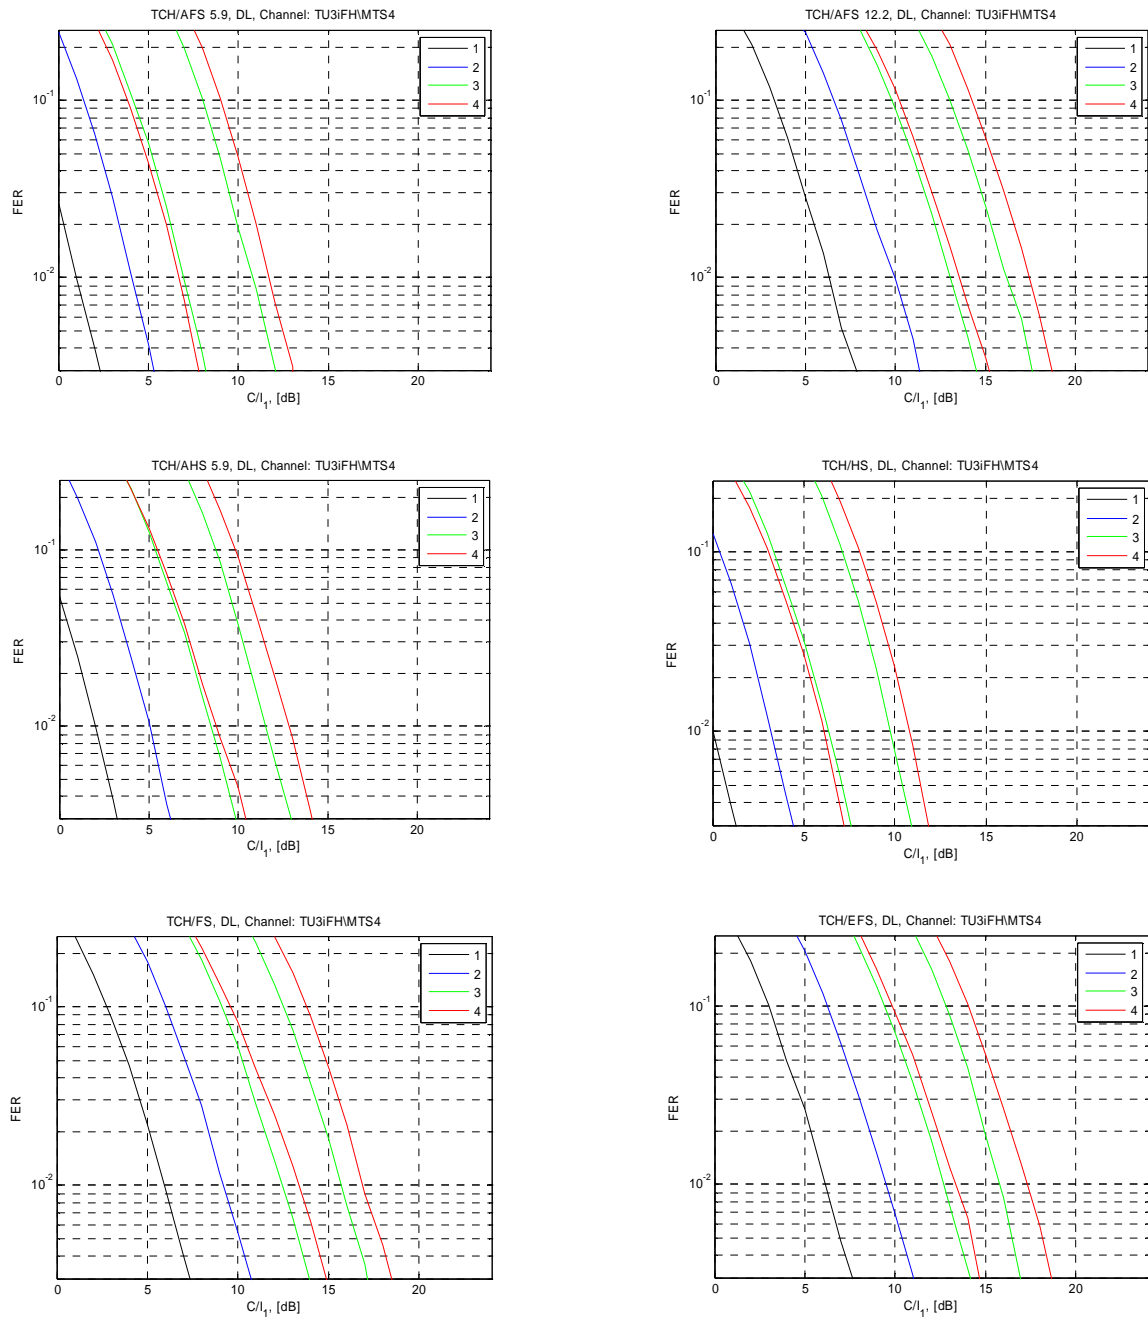 TCH/AFS 5.9, DL, Channel: TU3iFH\MTS4
1
2
3
4
10^-1
10^-2
FER
0 5 10 15 20
C/I_1, [dB]
TCH/AFS 12.2, DL, Channel: TU3iFH\MTS4
1
2
3
4
10^-1
10^-2
FER
0 5 10 15 20
C/I_1, [dB]
TCH/AHS 5.9, DL, Channel: TU3iFH\MTS4
1
2
3
4
10^-1
10^-2
FER
0 5 10 15 20
C/I_1, [dB]
TCH/HS, DL, Channel: TU3iFH\MTS4
1
2
3
4
10^-1
10^-2
FER
0 5 10 15 20
C/I_1, [dB]
TCH/FS, DL, Channel: TU3iFH\MTS4
1
2
3
4
10^-1
10^-2
FER
0 5 10 15 20
C/I_1, [dB]
TCH/EFS, DL, Channel: TU3iFH\MTS4
1
2
3
4
10^-1
10^-2
FER
0 5 10 15 20
C/I_1, [dB]